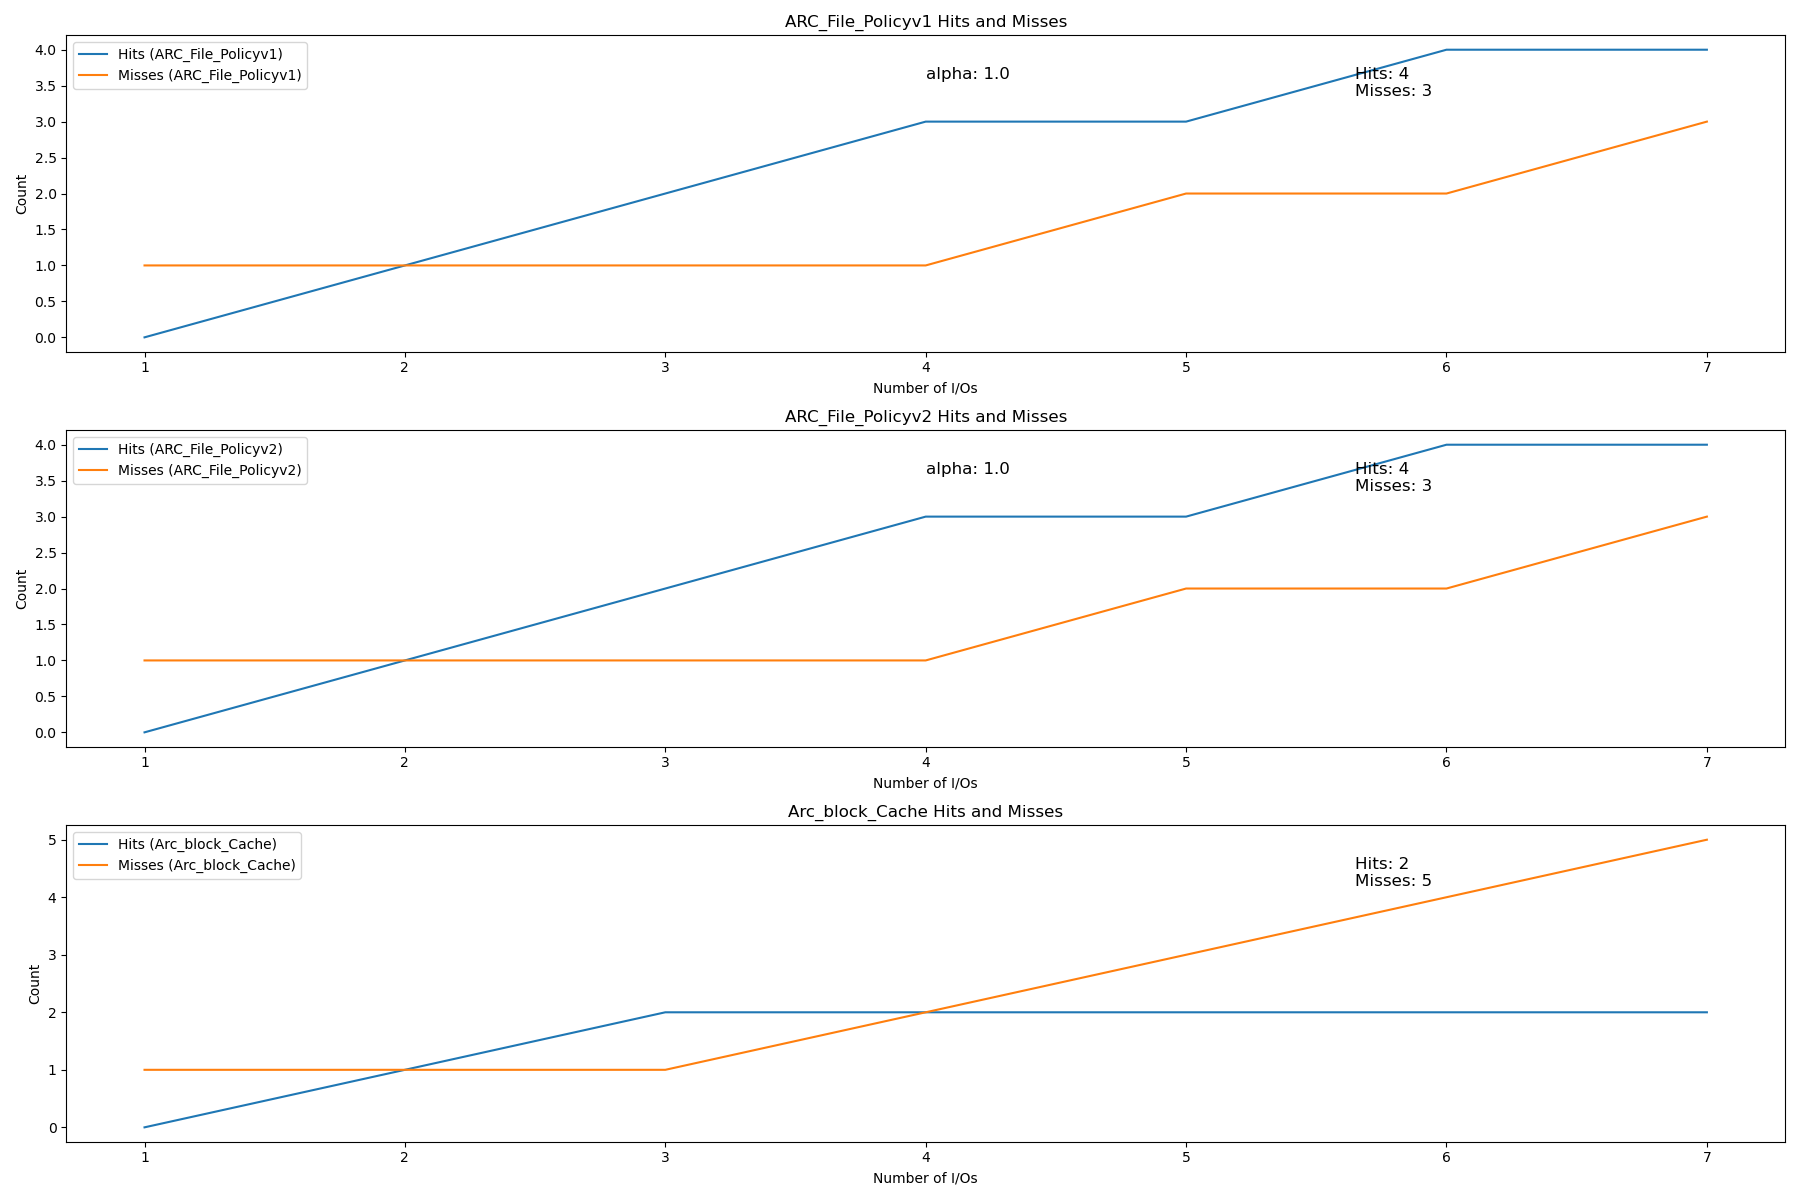 ARC_File_Policyv1 Hits and Misses
Hits (ARC_File_Policyv1)
Misses (ARC_File_Policyv1)
alpha: 1.0
Hits: 4
Misses: 3
Count
4.0
3.5
3.0
2.5
2.0
1.5
1.0
0.5
0.0
1 2 3 4 5 6 7
Number of I/Os
ARC_File_Policyv2 Hits and Misses
Hits (ARC_File_Policyv2)
Misses (ARC_File_Policyv2)
alpha: 1.0
Hits: 4
Misses: 3
Count
4.0
3.5
3.0
2.5
2.0
1.5
1.0
0.5
0.0
1 2 3 4 5 6 7
Number of I/Os
Arc_block_Cache Hits and Misses
Hits (Arc_block_Cache)
Misses (Arc_block_Cache)
Hits: 2
Misses: 5
Count
5
4
3
2
1
0
1 2 3 4 5 6 7
Number of I/Os